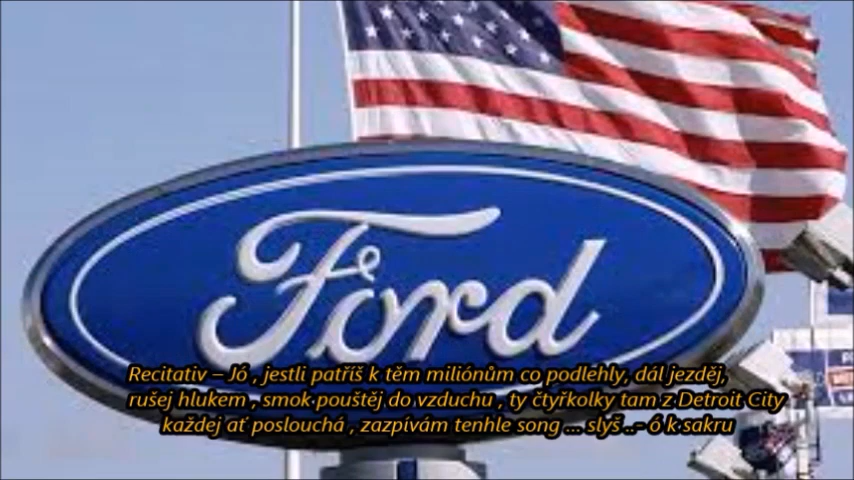 Ford
Recitativ – Jó , jestli patříš k těm miliónům co podlehly, dál jezděj,
rušej hlukem , smok pouštěj do vzduchu , ty čtyřkolky tam z Detroit City
každej ať poslouchá , zazpívám tenhle song ... slyš ..- ó k sakru